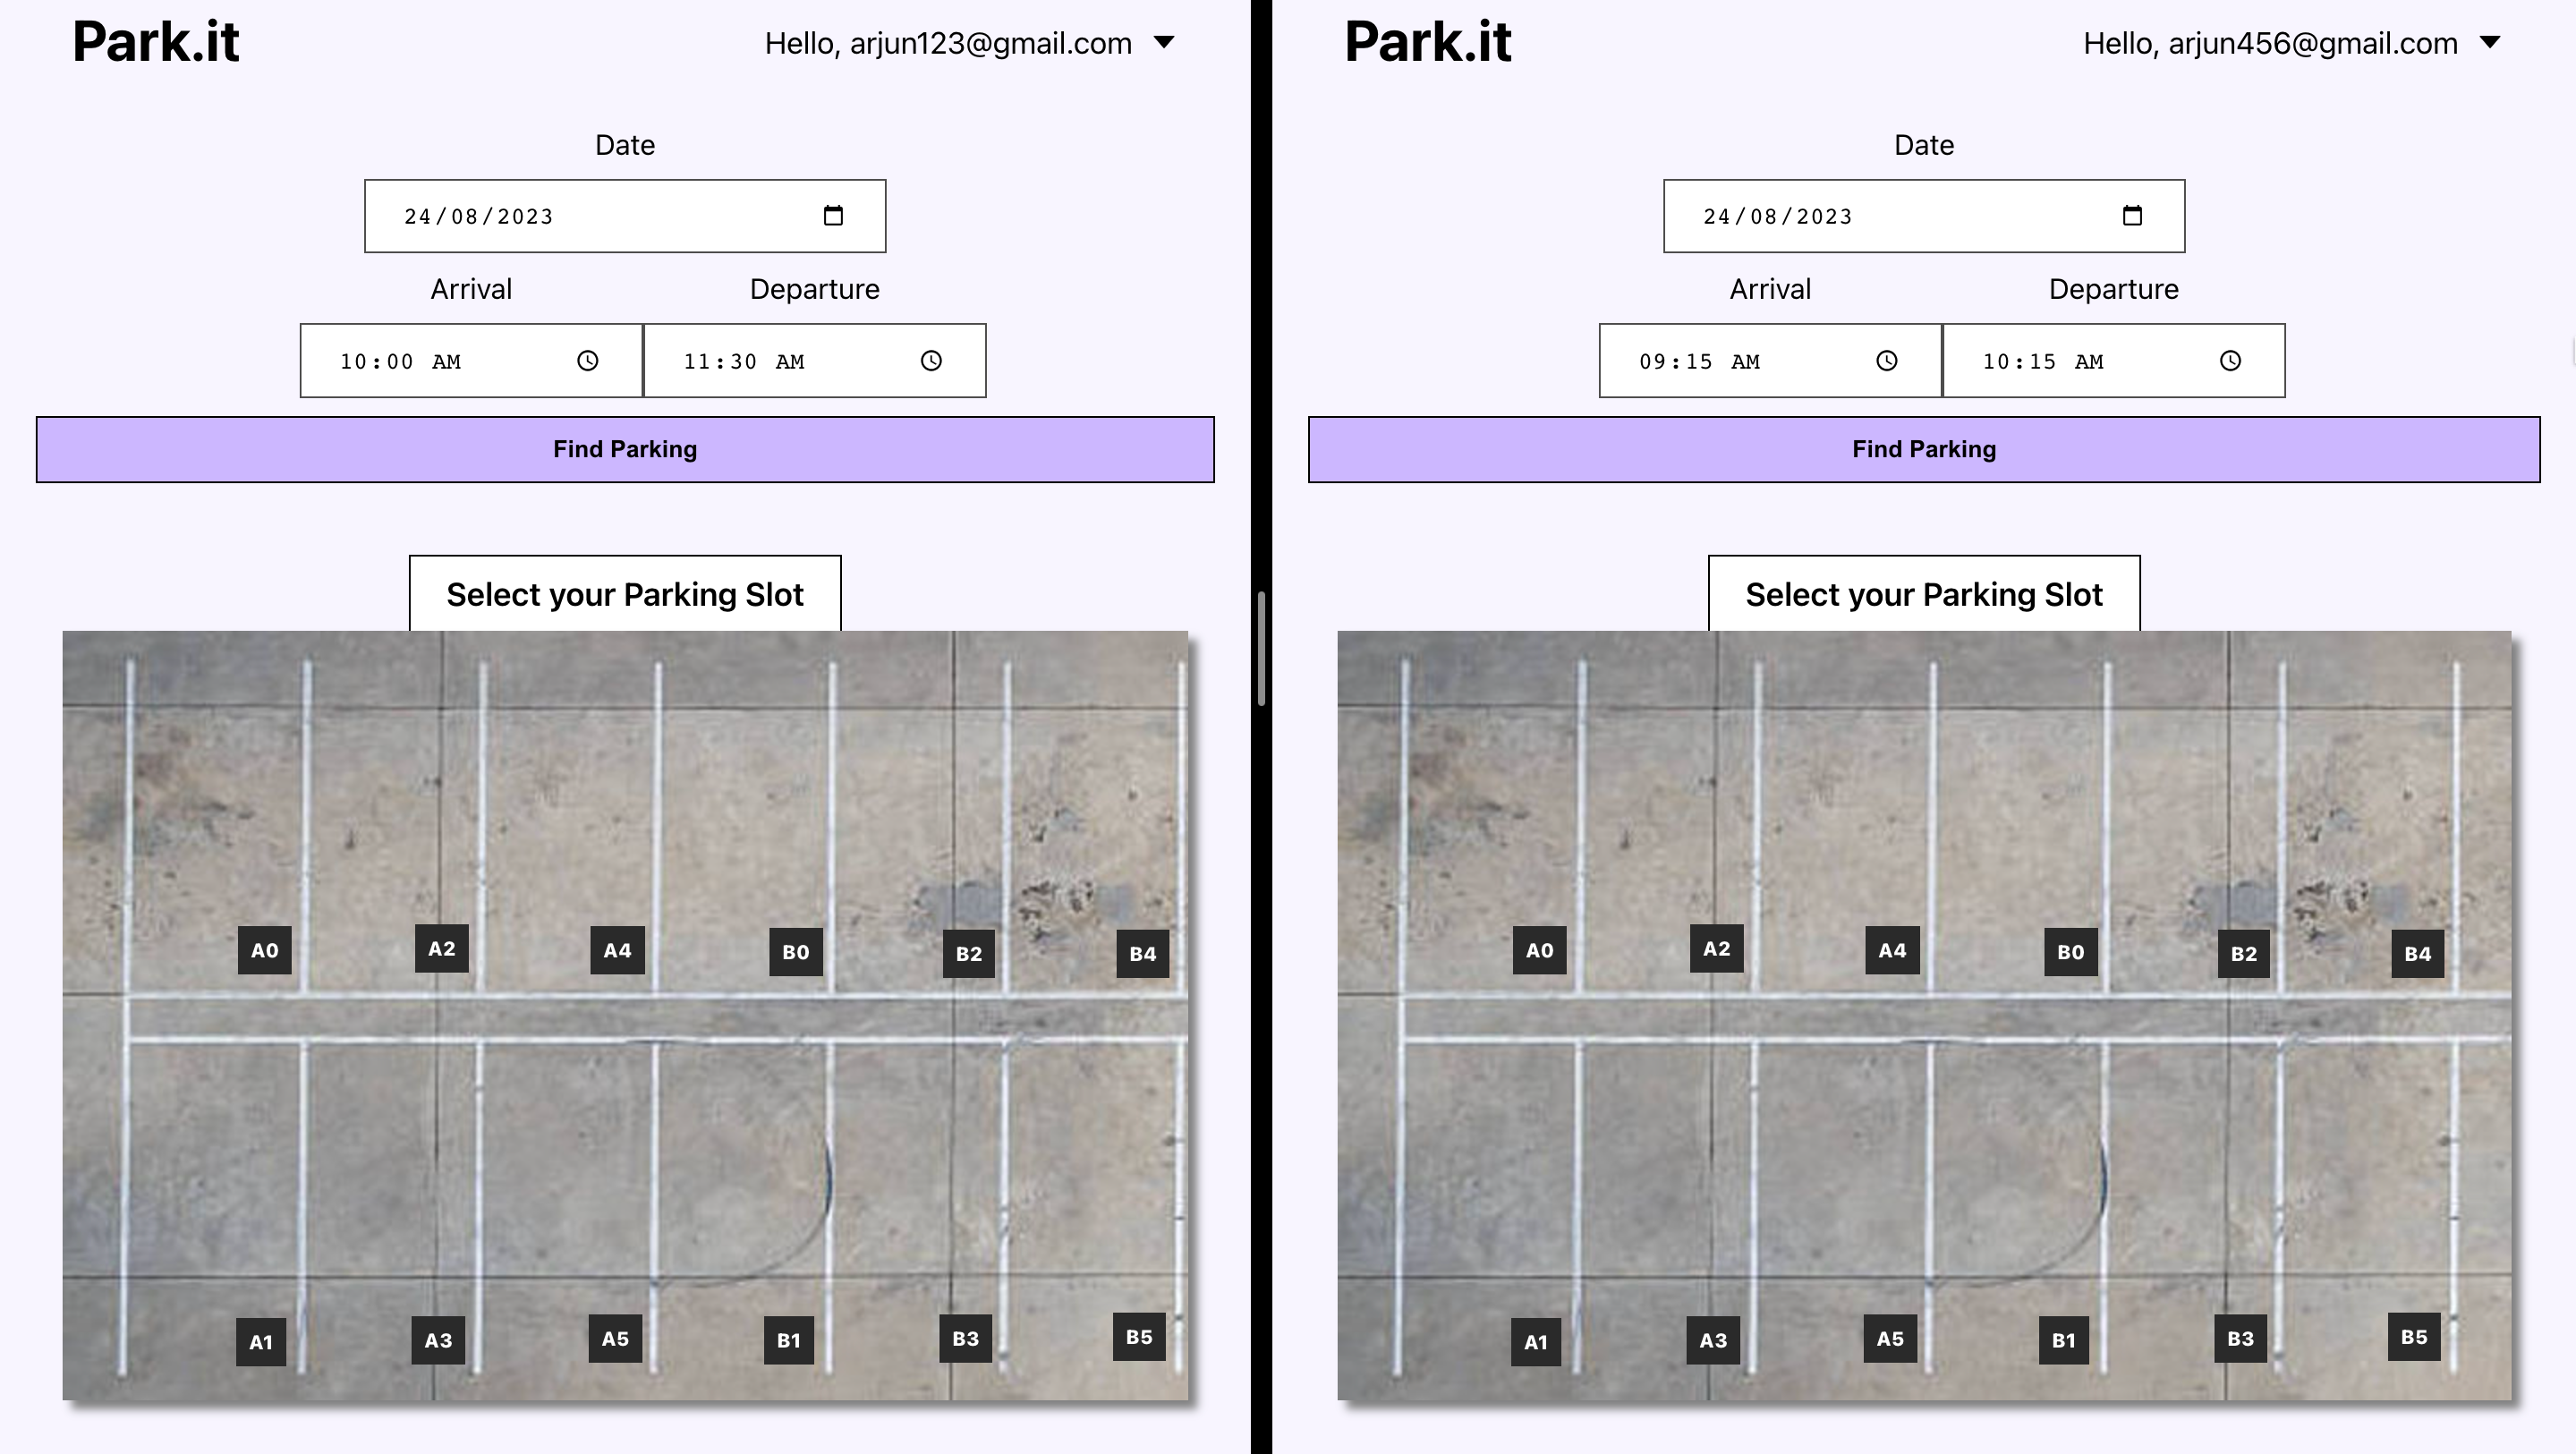 Park.it
Hello, arjun123@gmail.com
Date
24/08/2023
Arrival Departure
10:00 AM 11:30 AM
Find Parking
Select your Parking Slot
A0 A2 A4 B0 B2 B4
A1 A3 A5 B1 B3 B5
Park.it
Hello, arjun456@gmail.com
Date
24/08/2023
Arrival Departure
09:15 AM 10:15 AM
Find Parking
Select your Parking Slot
A0 A2 A4 B0 B2 B4
A1 A3 A5 B1 B3 B5